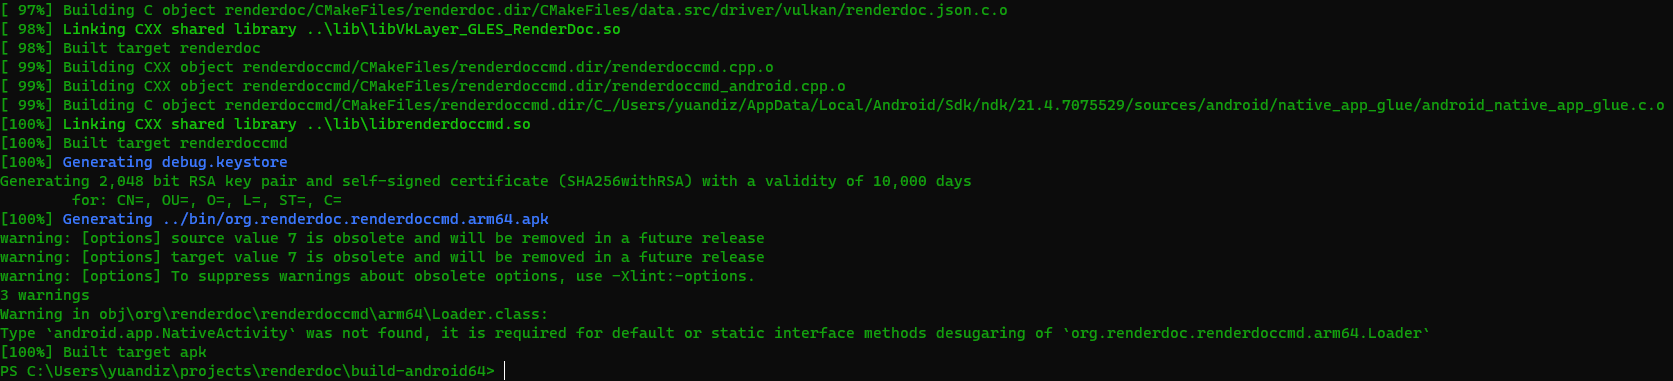 [ 97%] Building C object renderdoc/CMakeFiles/renderdoc.dir/CMakeFiles/data.src/driver/vulkan/renderdoc.json.c.o
[ 98%] Linking CXX shared library ..\lib\libVkLayer_GLES_RenderDoc.so
[ 98%] Built target renderdoc
[ 99%] Building CXX object renderdoccmd/CMakeFiles/renderdoccmd.dir/renderdoccmd.cpp.o
[ 99%] Building CXX object renderdoccmd/CMakeFiles/renderdoccmd.dir/renderdoccmd_android.cpp.o
[ 99%] Building C object renderdoccmd/CMakeFiles/renderdoccmd.dir/C_/Users/yuandiz/AppData/Local/Android/Sdk/ndk/21.4.7075529/sources/android/native_app_glue/android_native_app_glue.c.o
[100%] Linking CXX shared library ..\lib\librenderdoccmd.so
[100%] Built target renderdoccmd
[100%] Generating debug.keystore
Generating 2,048 bit RSA key pair and self-signed certificate (SHA256withRSA) with a validity of 10,000 days
        for: CN=, OU=, O=, L=, ST=, C=
[100%] Generating ../bin/org.renderdoc.renderdoccmd.arm64.apk
warning: [options] source value 7 is obsolete and will be removed in a future release
warning: [options] target value 7 is obsolete and will be removed in a future release
warning: [options] To suppress warnings about obsolete options, use -Xlint:-options.
3 warnings
Warning in obj\org\renderdoc\renderdoccmd\arm64\Loader.class:
Type `android.app.NativeActivity` was not found, it is required for default or static interface methods desugaring of `org.renderdoc.renderdoccmd.arm64.Loader`
[100%] Built target apk
PS C:\Users\yuandiz\projects\renderdoc\build-android64>